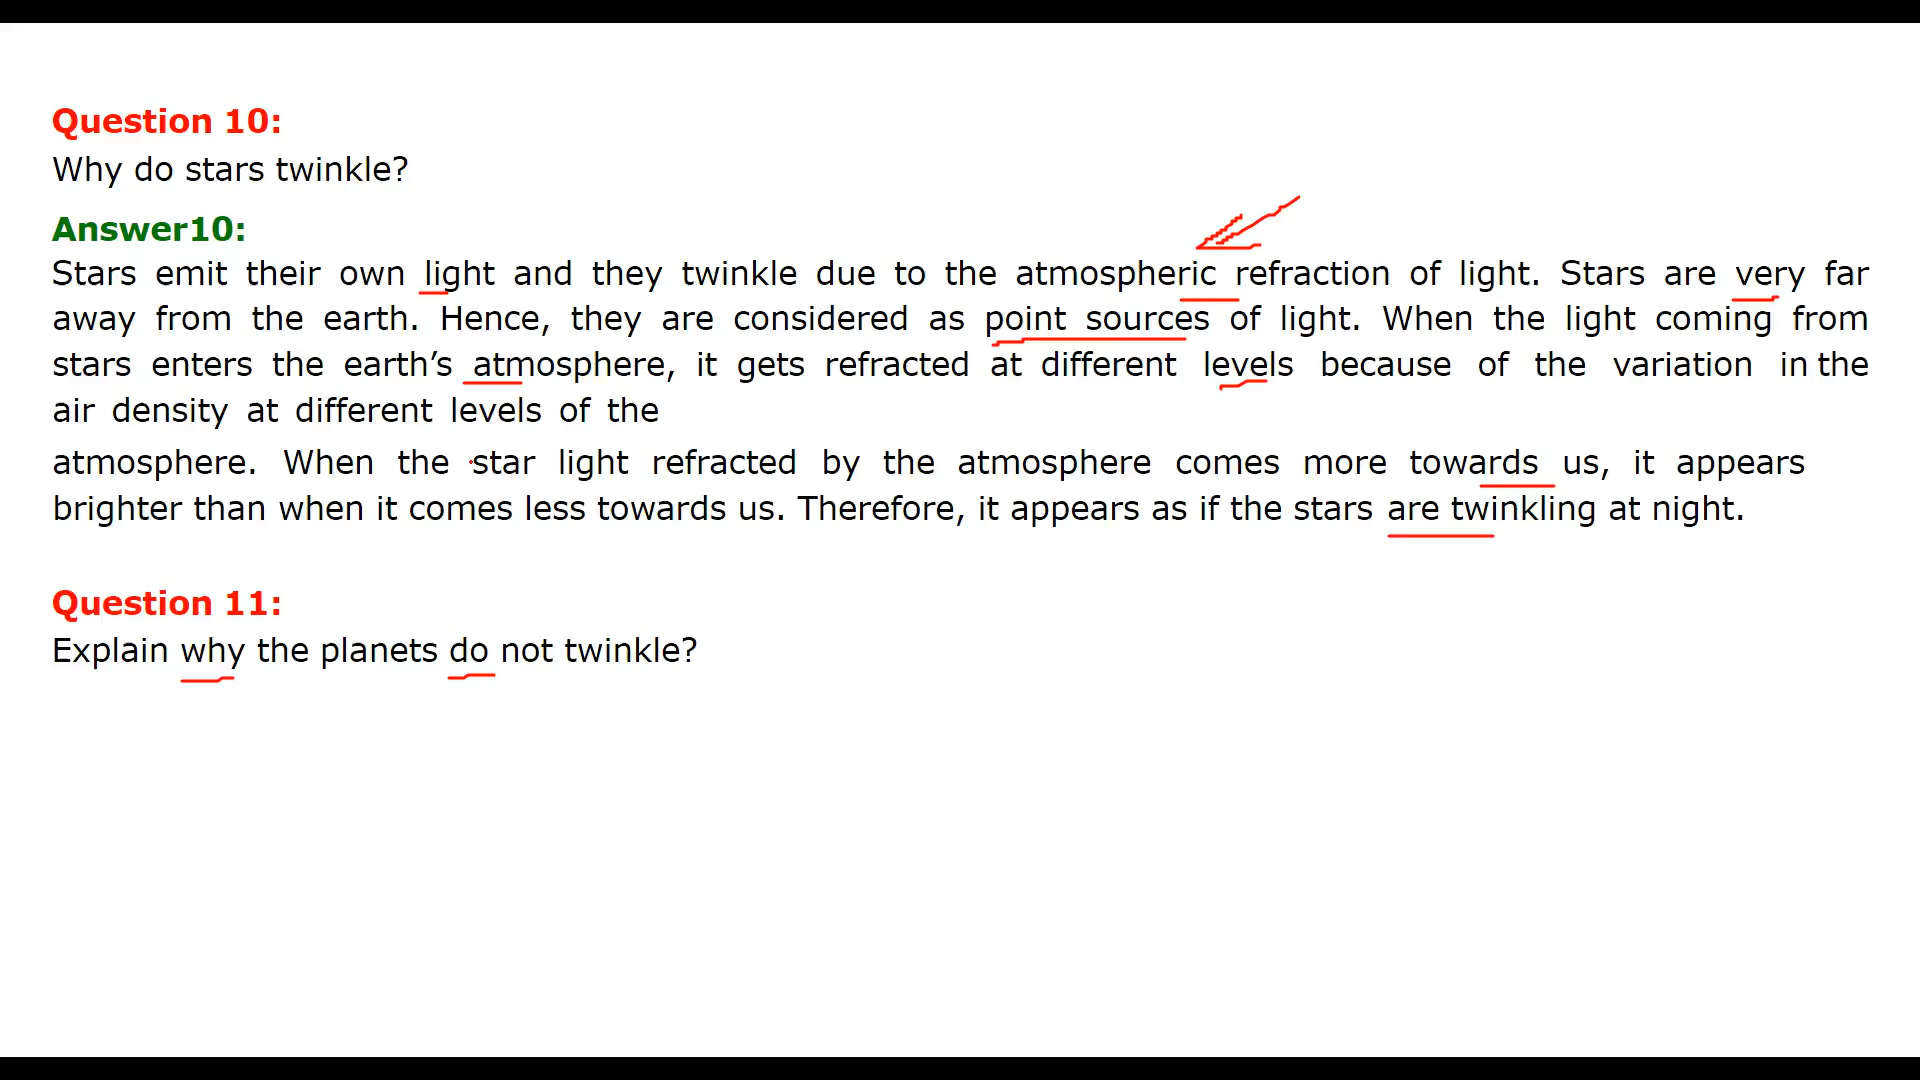 Question 10:
Why do stars twinkle?
Answer10:
Stars emit their own light and they twinkle due to the atmospheric refraction of light. Stars are very far
away from the earth. Hence, they are considered as point sources of light. When the light coming from
stars enters the earth’s atmosphere, it gets refracted at different levels because of the variation in the
air density at different levels of the
atmosphere. When the star light refracted by the atmosphere comes more towards us, it appears
brighter than when it comes less towards us. Therefore, it appears as if the stars are twinkling at night.
Question 11:
Explain why the planets do not twinkle?